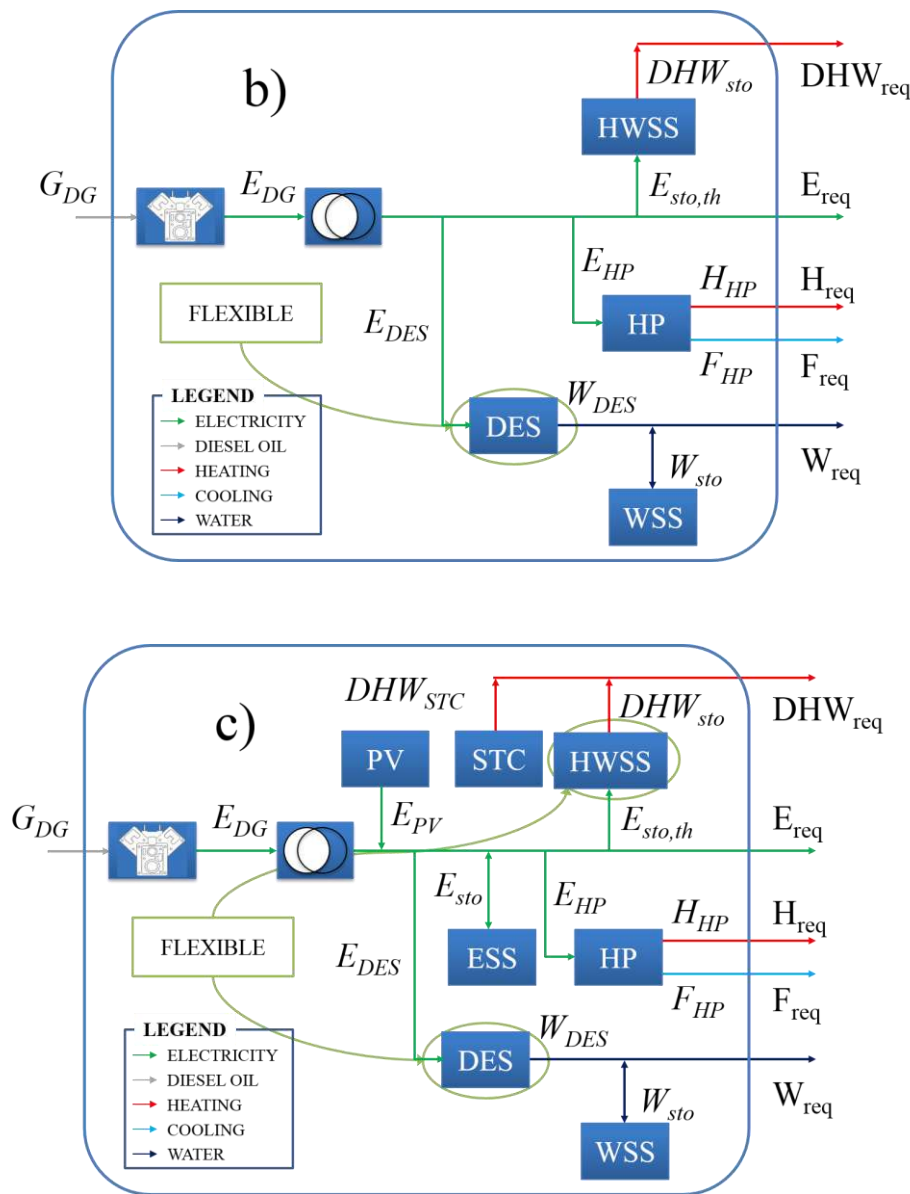 b)
DHW_sto
DHW_req
HWSS
G_DG
E_DG
E_sto,th
E_req
E_HP
H_HP
H_req
FLEXIBLE
E_DES
HP
F_HP
F_req
LEGEND
ELECTRICITY
DIESEL OIL
HEATING
COOLING
WATER
W_DES
DES
W_req
W_sto
WSS
c)
DHW_STC
DHW_sto
DHW_req
PV
STC
HWSS
G_DG
E_DG
E_PV
E_sto,th
E_req
E_sto
E_HP
H_HP
H_req
FLEXIBLE
E_DES
ESS
HP
F_HP
F_req
LEGEND
ELECTRICITY
DIESEL OIL
HEATING
COOLING
WATER
W_DES
DES
W_req
W_sto
WSS